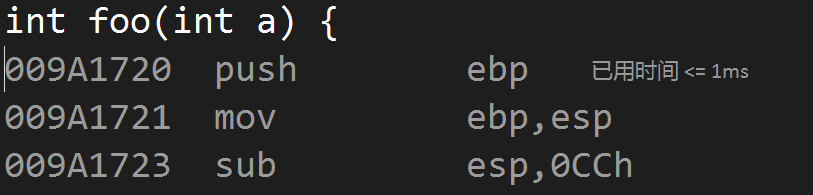 int foo(int a) {
009A1720 push ebp 已用时间 <= 1ms
009A1721 mov ebp,esp
009A1723 sub esp,0CCh